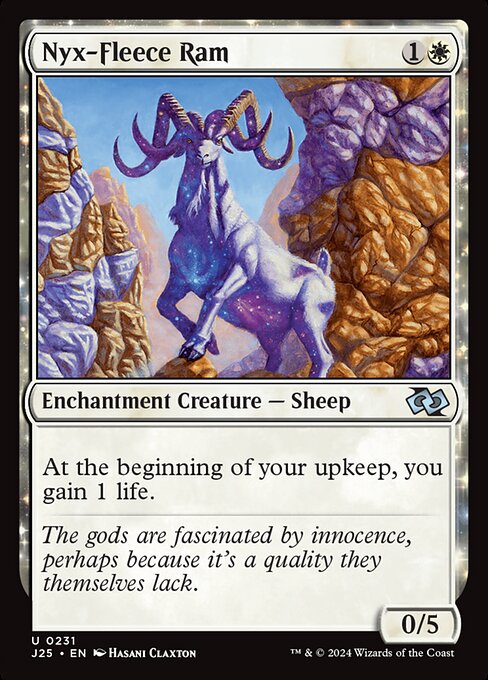 Nyx-Fleece Ram 1
Enchantment Creature — Sheep
At the beginning of your upkeep, you
gain 1 life.
The gods are fascinated by innocence,
perhaps because it's a quality they
themselves lack.
0/5
U 0231
J25 • EN Hasani Claxton ™ & © 2024 Wizards of the Coast